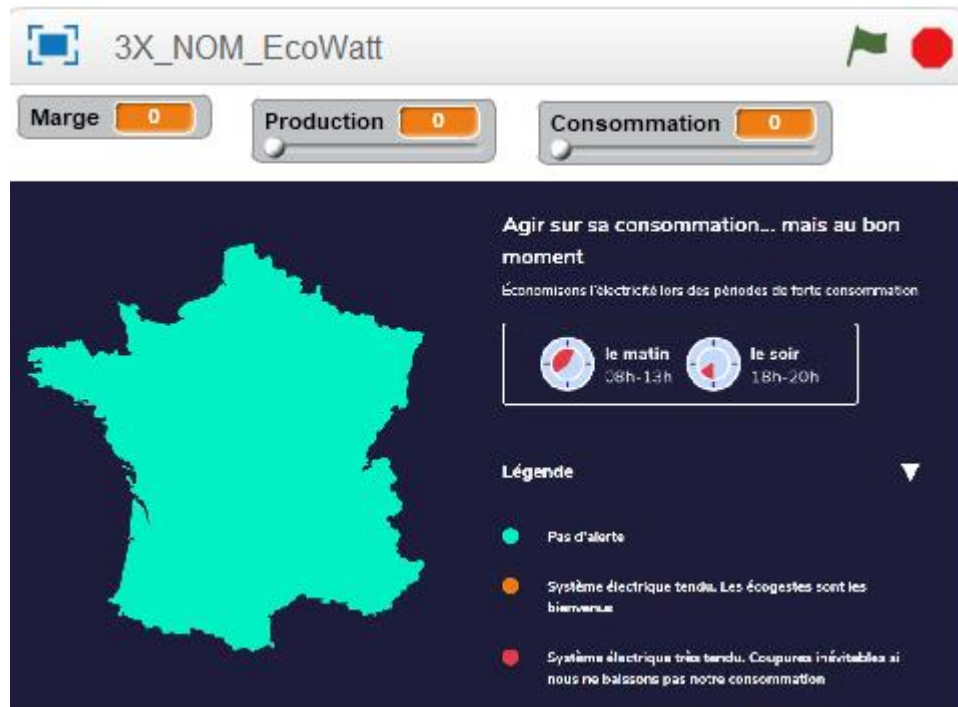 3X_NOM_EcoWatt
Marge 0
Production 0
Consommation 0
Agir sur sa consommation... mais au bon
moment
Économisons l'électricité lors des périodes de forte consommation
le matin
08h-13h
le soir
18h-20h
Légende
Pas d'alerte
Système électrique tendu. Les écogestes sont les
bienvenus
Système électrique très tendu. Coupures inévitables si
nous ne baissons pas notre consommation